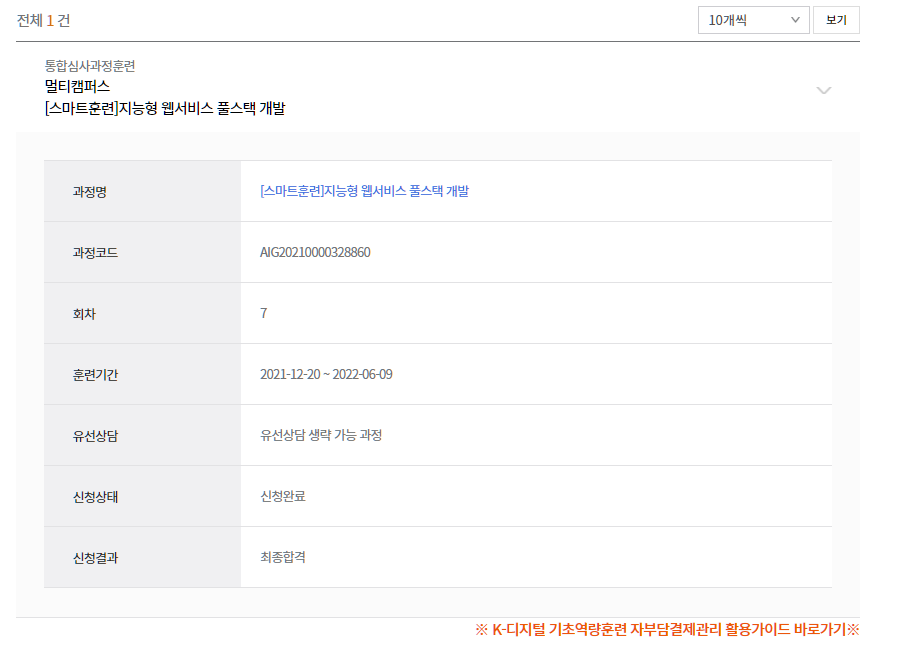 전체 1 건
10개씩
보기
통합심사과정훈련
멀티캠퍼스
[스마트훈련]지능형 웹서비스 풀스택 개발
과정명 [스마트훈련]지능형 웹서비스 풀스택 개발
과정코드 AIG20210000328860
회차 7
훈련기간 2021-12-20 ~ 2022-06-09
유선상담 유선상담 생략 가능 과정
신청상태 신청완료
신청결과 최종합격
※ K-디지털 기초역량훈련 자부담결제관리 활용가이드 바로가기※